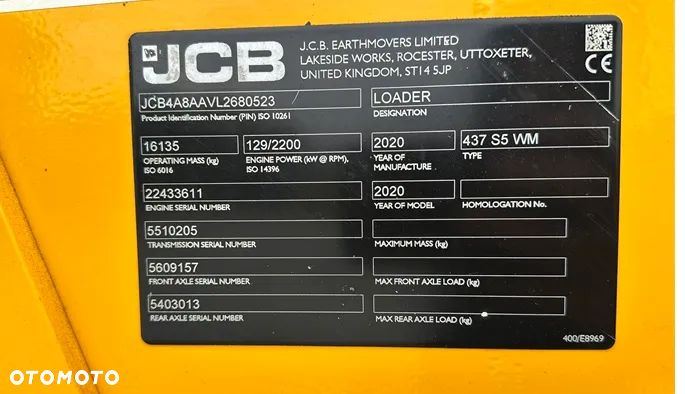 JCB
J.C.B. EARTHMOVERS LIMITED
LAKESIDE WORKS, ROCESTER, UTTOXETER,
UNITED KINGDOM, ST14 5JP
CE
JCB4A8AAVL2680523
Product Identification Number (PIN) ISO 10261
LOADER
DESIGNATION
16135
OPERATING MASS (kg)
ISO 6016
129/2200
ENGINE POWER (kW @ RPM),
ISO 14396
2020
YEAR OF
MANUFACTURE
437 S5 WM
TYPE
22433611
ENGINE SERIAL NUMBER
2020
YEAR OF MODEL
HOMOLOGATION No.
5510205
TRANSMISSION SERIAL NUMBER
MAXIMUM MASS (kg)
5609157
FRONT AXLE SERIAL NUMBER
MAX FRONT AXLE LOAD (kg)
5403013
REAR AXLE SERIAL NUMBER
MAX REAR AXLE LOAD (kg)
400/E8969
OTOMOTO